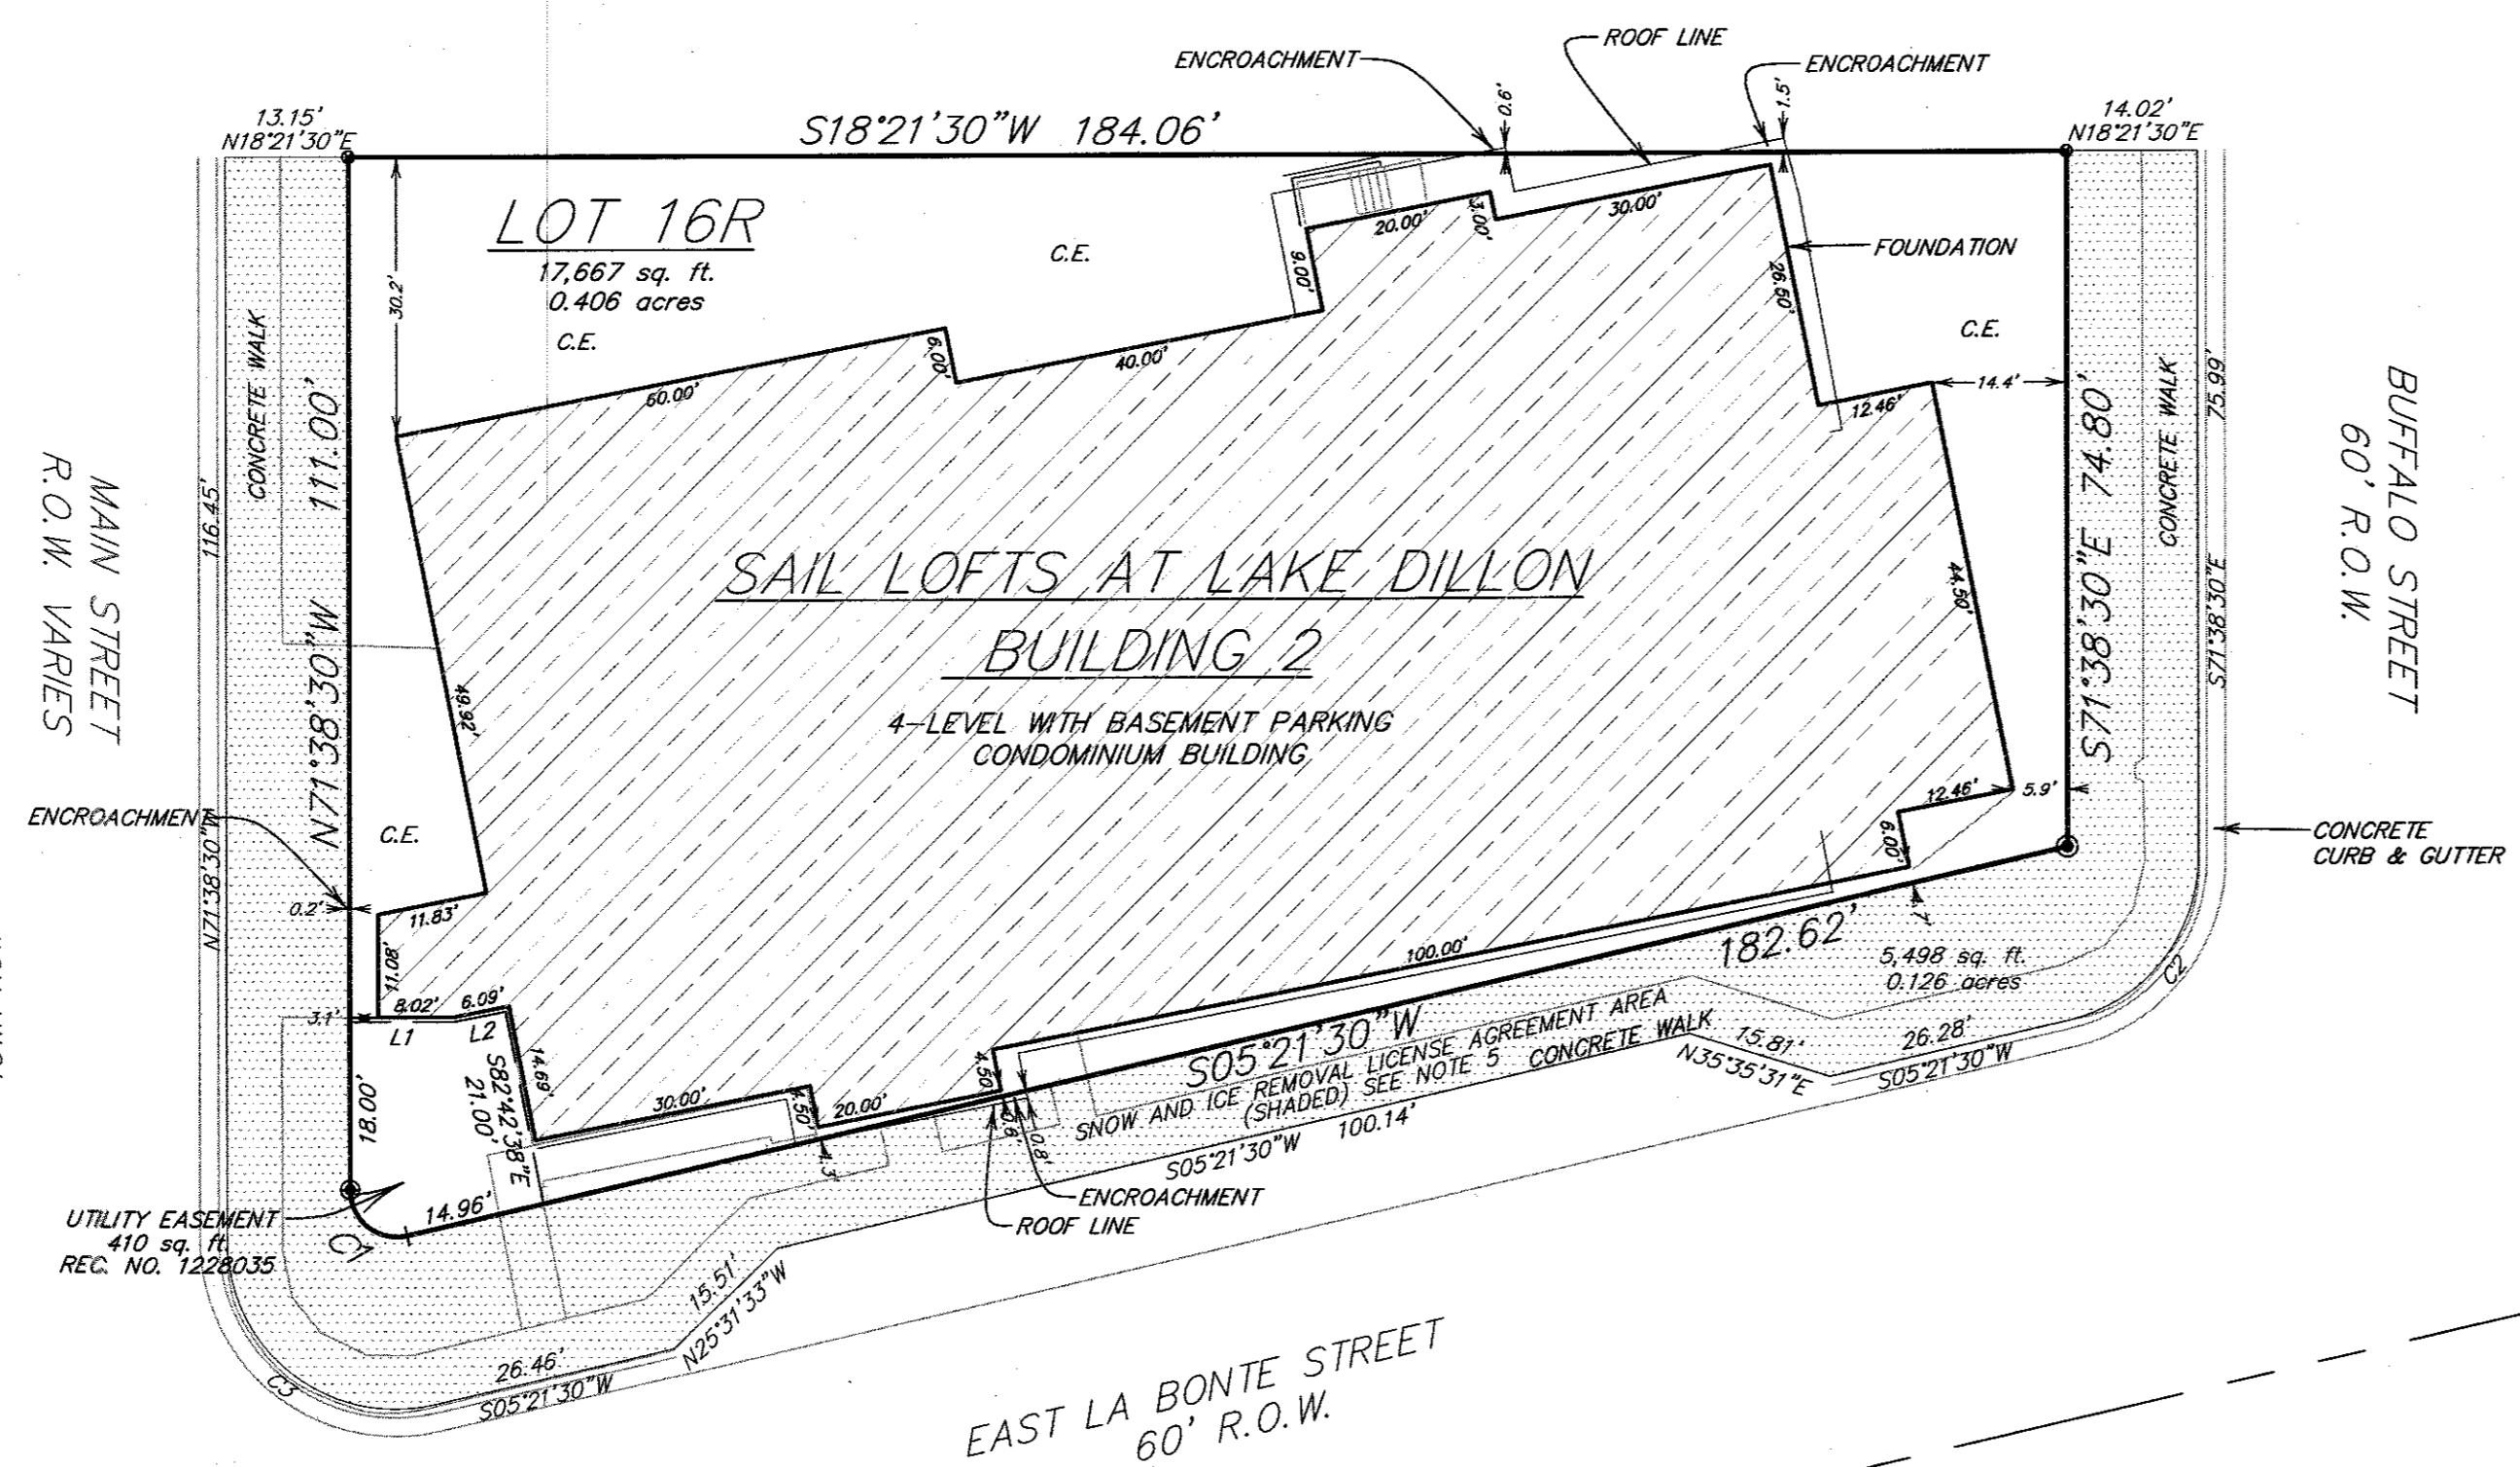 ENCROACHMENT
ROOF LINE
ENCROACHMENT
0.6'
1.5'
13.15'
N18°21'30"E
S18°21'30"W 184.06'
14.02'
N18°21'30"E
LOT 16R
17,667 sq. ft.
0.406 acres
C.E.
C.E.
C.E.
C.E.
30.2'
60.00'
6.00'
40.00'
9.00'
20.00'
3.00'
30.00'
26.50'
FOUNDATION
12.46'
14.4'
44.50'
12.46'
5.9'
6.00'
CONCRETE WALK
N71°38'30"W 111.00'
116.45'
N71°38'30"W
MAIN STREET
R.O.W. VARIES
CONCRETE WALK
S71°38'30"E 74.80'
75.99'
S71°38'30"E
BUFFALO STREET
60' R.O.W.
SAIL LOFTS AT LAKE DILLON
BUILDING 2
4-LEVEL WITH BASEMENT PARKING
CONDOMINIUM BUILDING
49.92'
ENCROACHMENT
CONCRETE
CURB & GUTTER
0.2'
11.83'
11.08'
3.1'
8.02'
6.09'
L1
L2
18.00'
S82°42'38"E
21.00'
14.69'
30.00'
4.50'
20.00'
4.50'
100.00'
0.6'
0.8'
S05°21'30"W
182.62'
5,498 sq. ft.
0.126 acres
SNOW AND ICE REMOVAL LICENSE AGREEMENT AREA
(SHADED) SEE NOTE 5
CONCRETE WALK
S05°21'30"W 100.14'
15.81'
N35°35'31"E
26.28'
S05°21'30"W
C2
ENCROACHMENT
ROOF LINE
UTILITY EASEMENT
410 sq. ft.
REC. NO. 1228035
C1
14.96'
15.51'
N25°31'33"W
26.46'
S05°21'30"W
C3
EAST LA BONTE STREET
60' R.O.W.